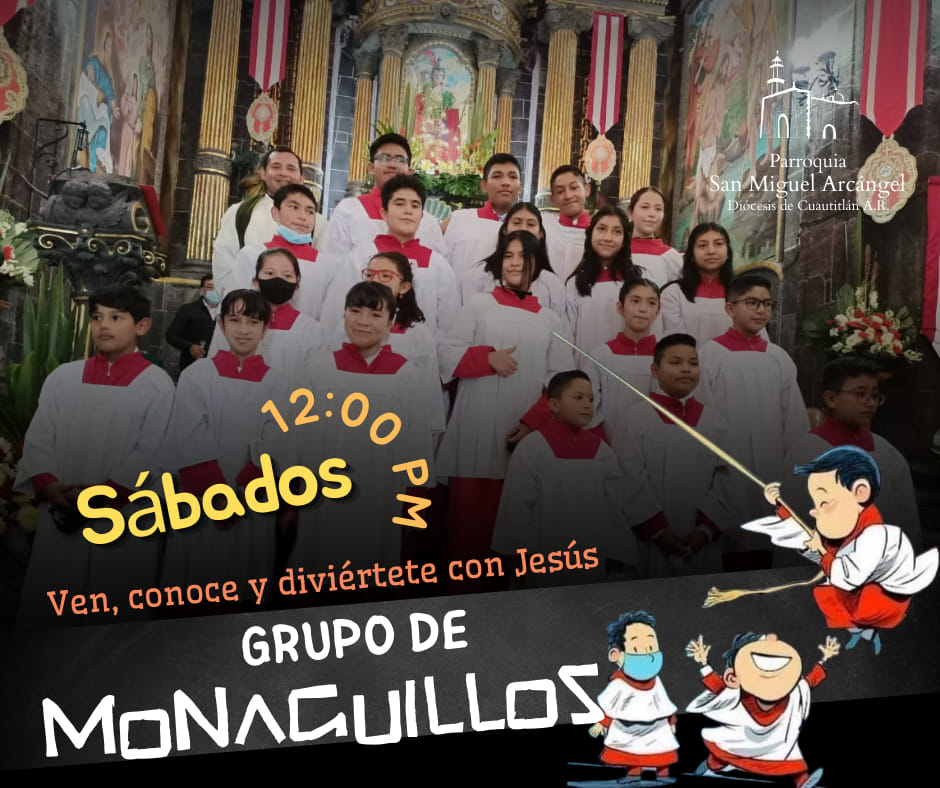 Parroquia
San Miguel Arcángel
Diócesis de Cuautitlán A.R.
12:00 PM
Sábados
Ven, conoce y diviértete con Jesús
GRUPO DE
MONAGUILLOS